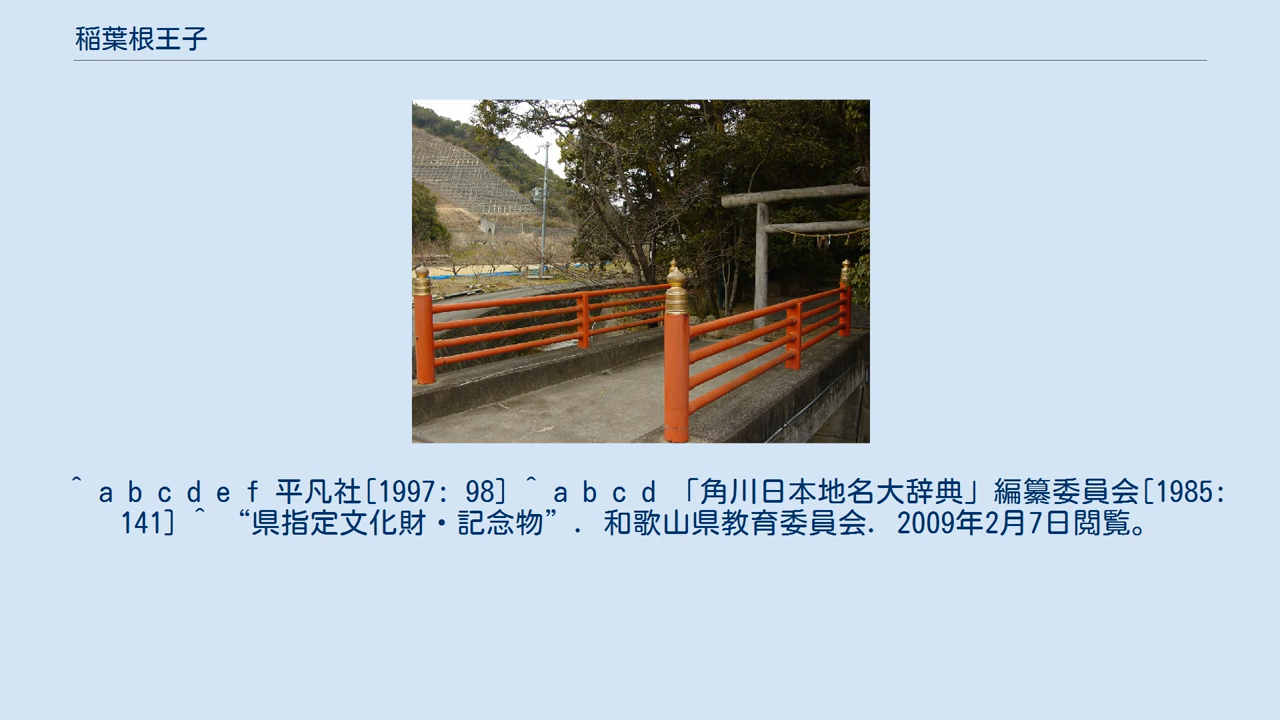 稲葉根王子
^ a b c d e f 平凡社[1997: 98] ^ a b c d 「角川日本地名大辞典」編纂委員会[1985:
141] ^ “県指定文化財・記念物”. 和歌山県教育委員会. 2009年2月7日閲覧。